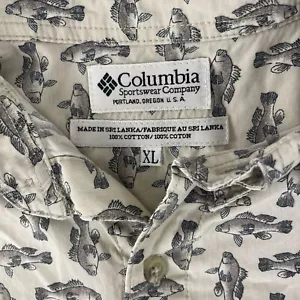 Columbia
Sportswear Company
PORTLAND, OREGON U.S.A.
MADE IN SRI LANKA/FABRIQUE AU SRI LANKA
100% COTTON/100% COTON
XL